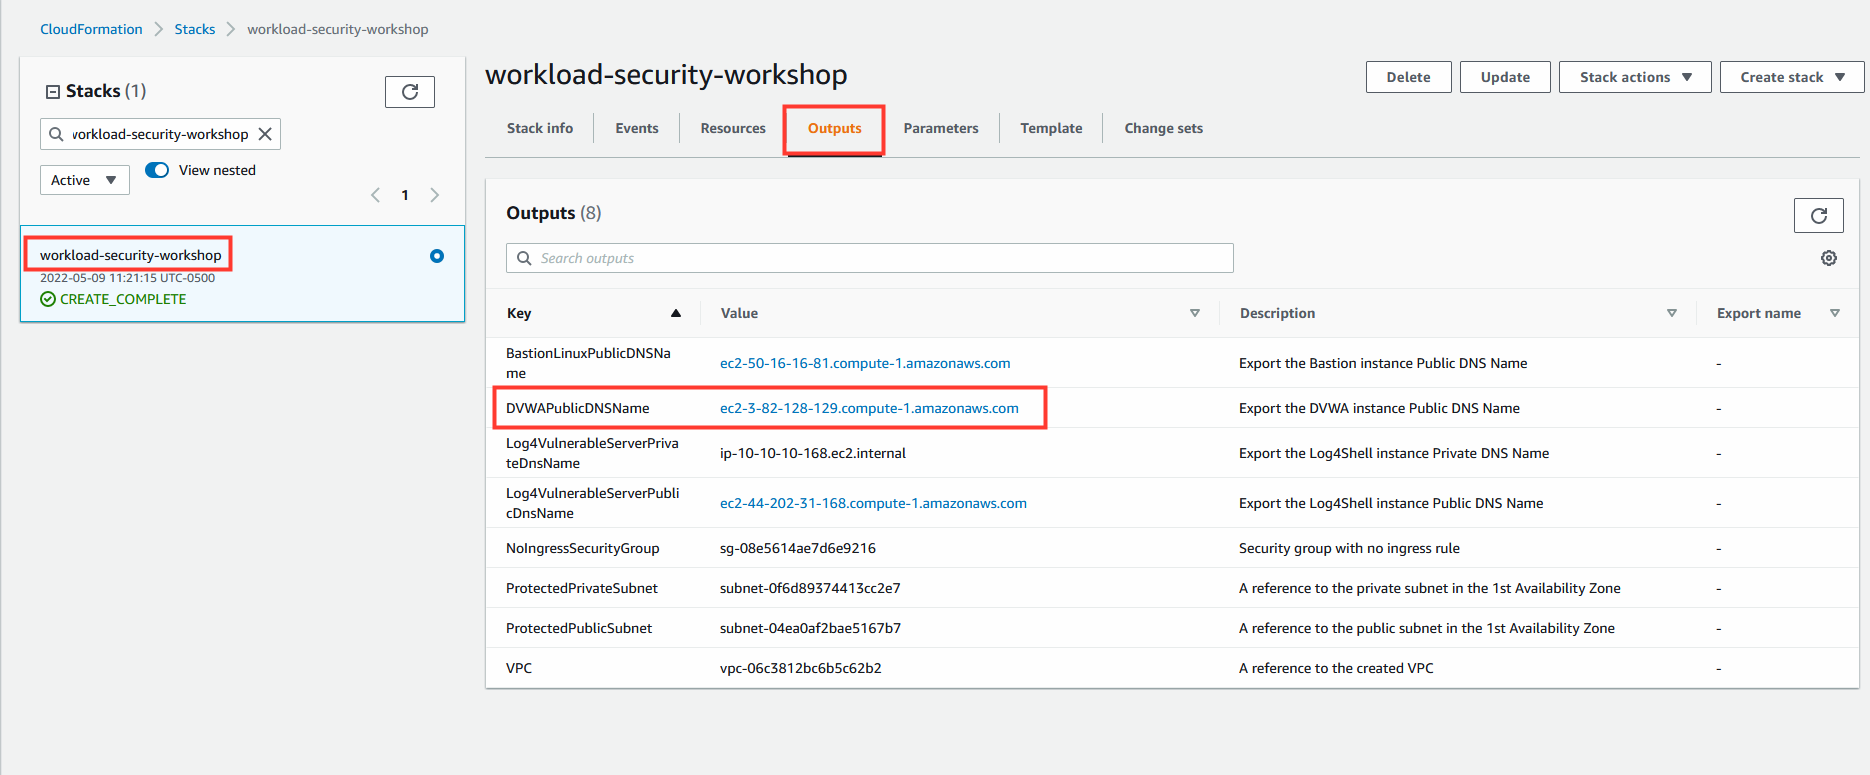 CloudFormation > Stacks > workload-security-workshop
Stacks (1)
vorkload-security-workshop
Active
View nested
1
workload-security-workshop
2022-05-09 11:21:15 UTC-0500
CREATE_COMPLETE
workload-security-workshop
Delete
Update
Stack actions
Create stack
Stack info
Events
Resources
Outputs
Parameters
Template
Change sets
Outputs (8)
Search outputs
Key
Value
Description
Export name
BastionLinuxPublicDNSNa
me
ec2-50-16-16-81.compute-1.amazonaws.com
Export the Bastion instance Public DNS Name
-
DVWAPublicDNSName
ec2-3-82-128-129.compute-1.amazonaws.com
Export the DVWA instance Public DNS Name
-
Log4VulnerableServerPriva
teDnsName
ip-10-10-10-168.ec2.internal
Export the Log4Shell instance Private DNS Name
-
Log4VulnerableServerPubli
cDnsName
ec2-44-202-31-168.compute-1.amazonaws.com
Export the Log4Shell instance Public DNS Name
-
NoIngressSecurityGroup
sg-08e5614ae7d6e9216
Security group with no ingress rule
-
ProtectedPrivateSubnet
subnet-0f6d89374413cc2e7
A reference to the private subnet in the 1st Availability Zone
-
ProtectedPublicSubnet
subnet-04ea0af2bae5167b7
A reference to the public subnet in the 1st Availability Zone
-
VPC
vpc-06c3812bc6b5c62b2
A reference to the created VPC
-